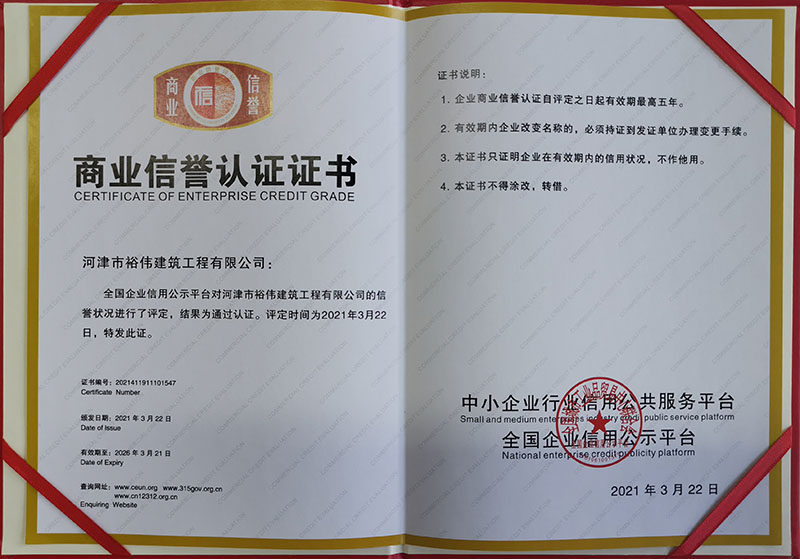 商业
信誉
信
商业信誉认证证书
CERTIFICATE OF ENTERPRISE CREDIT GRADE
河津市裕伟建筑工程有限公司：
全国企业信用公示平台对河津市裕伟建筑工程有限公司的信
誉状况进行了评定，结果为通过认证。评定时间为2021年3月22
日，特发此证。
证书编号：2021411911101547
Certificate Number
颁发日期：2021 年 3 月 22 日
Date of Issue
有效期至：2026 年 3 月 21 日
Date of Expiry
查询网址：www.ceun.org www.315gov.org.cn
www.cn12312.org.cn
Enquiring Website
证书说明：
1. 企业商业信誉认证自评定之日起有效期最高五年。
2. 有效期内企业改变名称的，必须持证到发证单位办理变更手续。
3. 本证书只证明企业在有效期内的信用状况，不作他用。
4. 本证书不得涂改，转借。
中小企业行业信用公共服务平台
Small and medium enterprises industry credit public service platform
全国企业信用公示平台
National enterprise credit publicity platform
2021 年 3 月 22 日
COMMERCIAL CREDIT EVALUATION